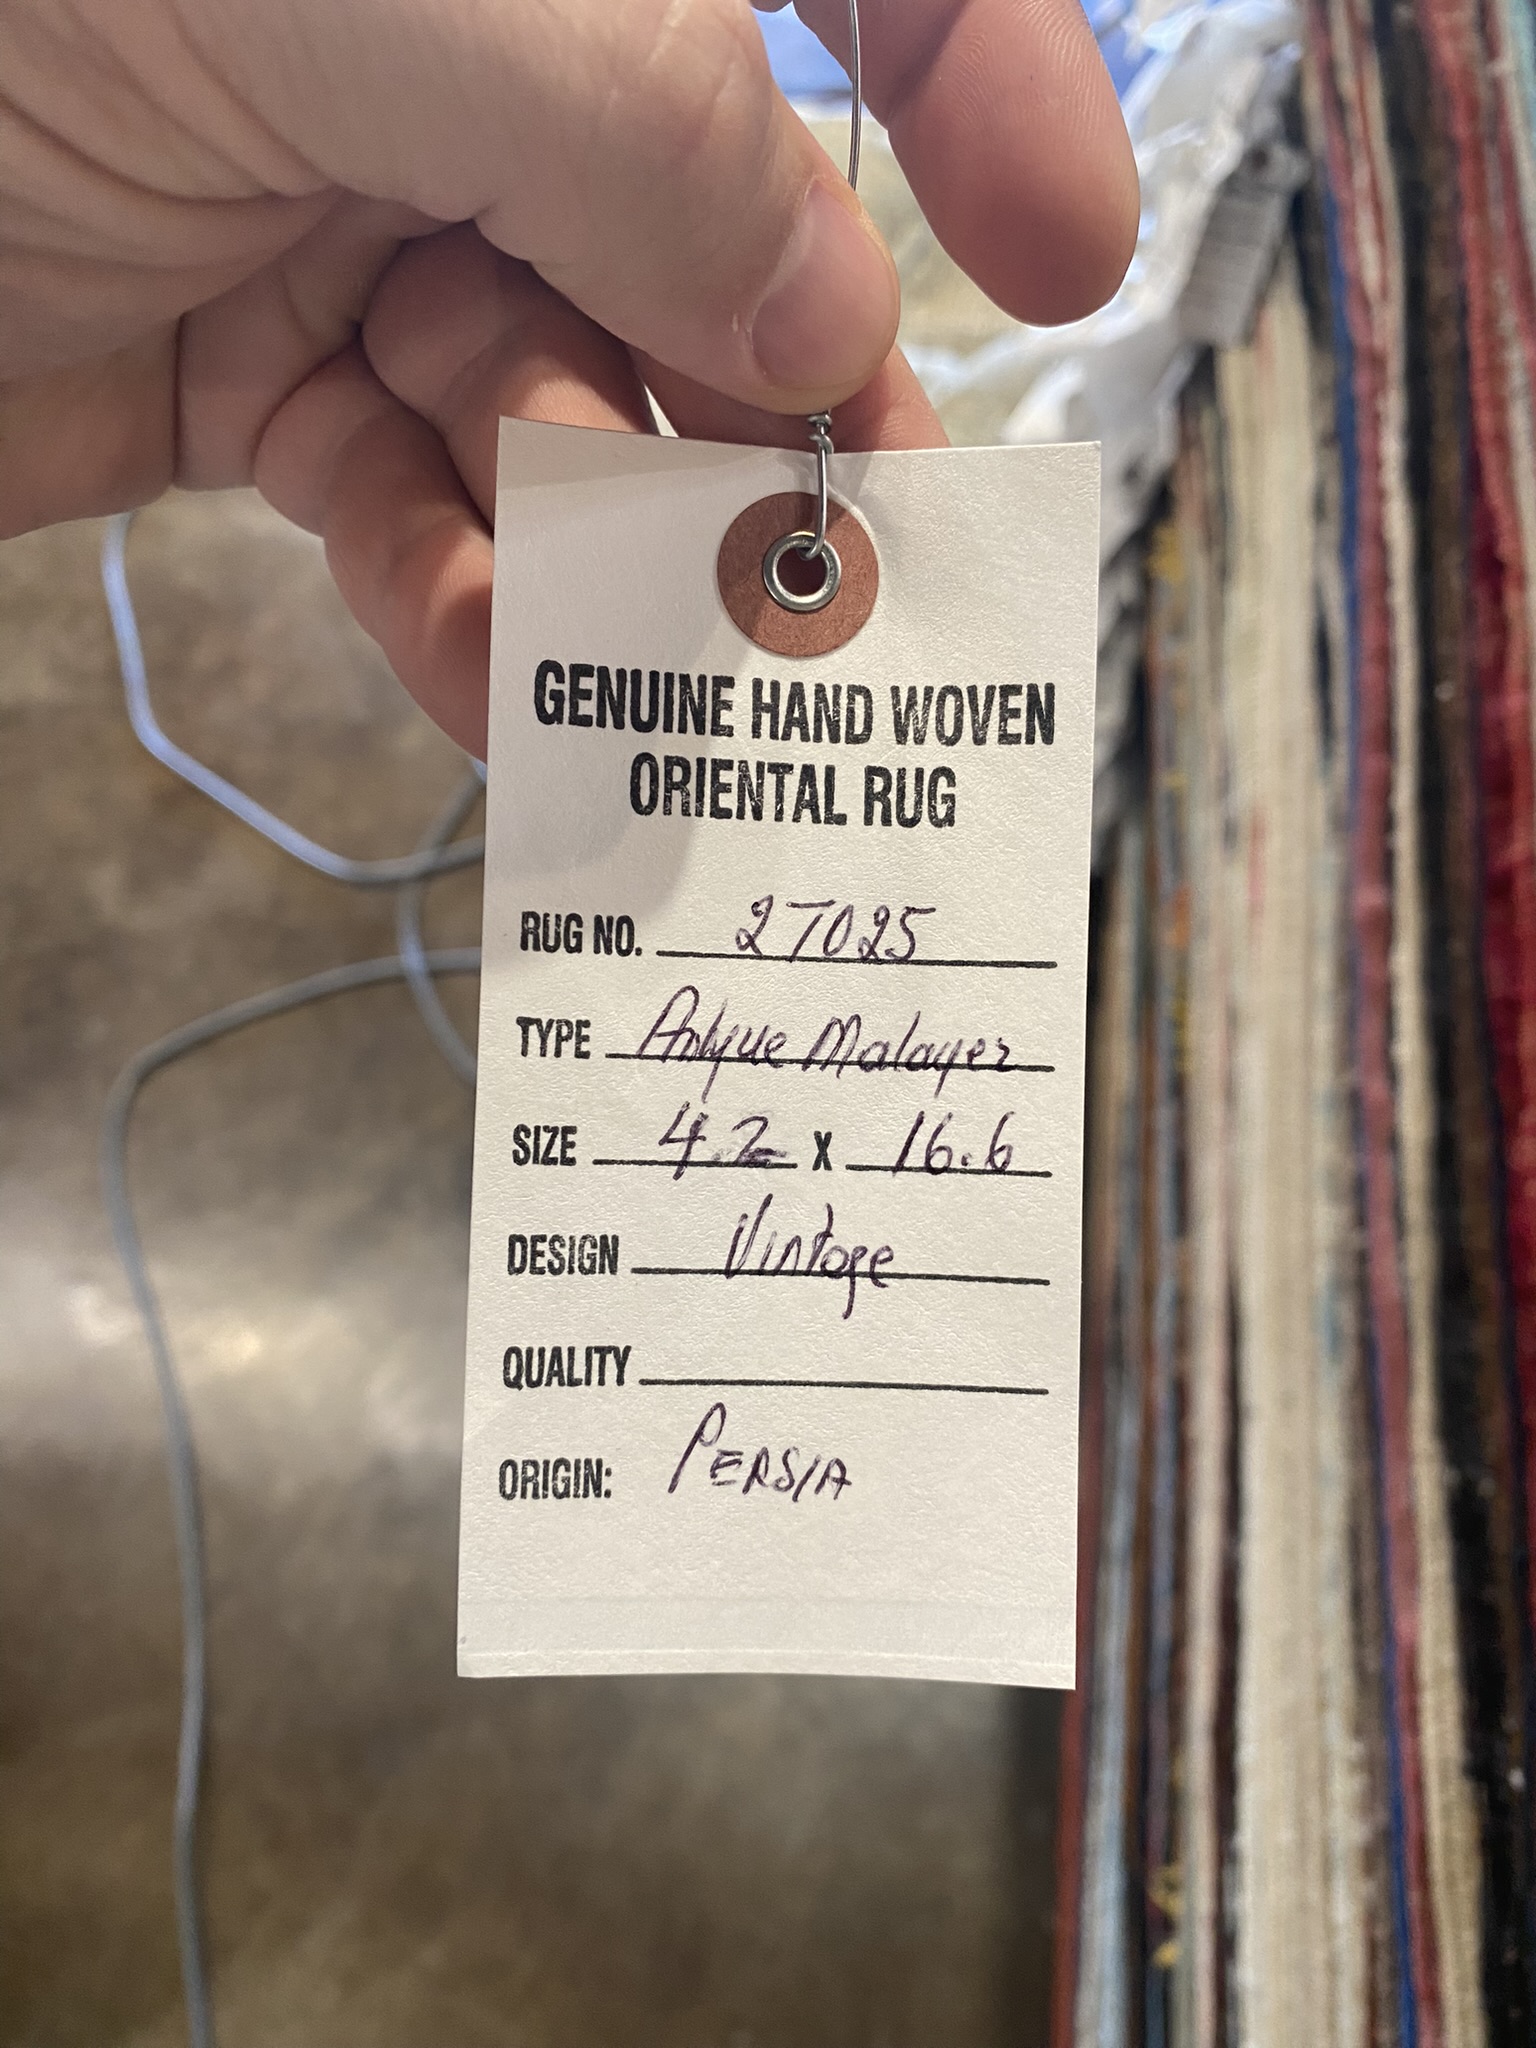 GENUINE HAND WOVEN
ORIENTAL RUG
RUG NO. 27025
TYPE Antique Malayer
SIZE 4.2 X 16.6
DESIGN Vintage
QUALITY
ORIGIN: PERSIA